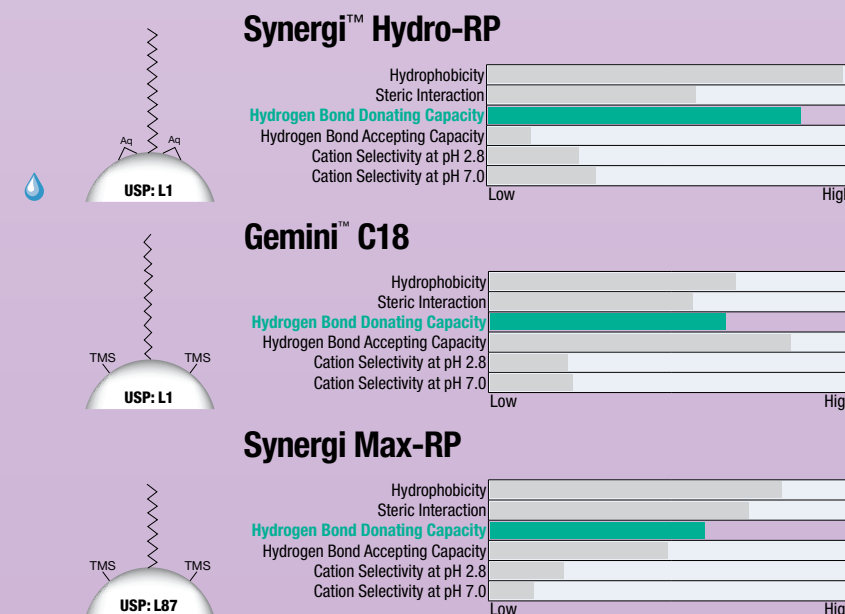 Synergi™ Hydro-RP
Hydrophobicity
Steric Interaction
Hydrogen Bond Donating Capacity
Hydrogen Bond Accepting Capacity
Cation Selectivity at pH 2.8
Cation Selectivity at pH 7.0
Low High
Aq Aq
USP: L1
Gemini™ C18
Hydrophobicity
Steric Interaction
Hydrogen Bond Donating Capacity
Hydrogen Bond Accepting Capacity
Cation Selectivity at pH 2.8
Cation Selectivity at pH 7.0
Low Hig
TMS TMS
USP: L1
Synergi Max-RP
Hydrophobicity
Steric Interaction
Hydrogen Bond Donating Capacity
Hydrogen Bond Accepting Capacity
Cation Selectivity at pH 2.8
Cation Selectivity at pH 7.0
Low Hig
TMS TMS
USP: L87